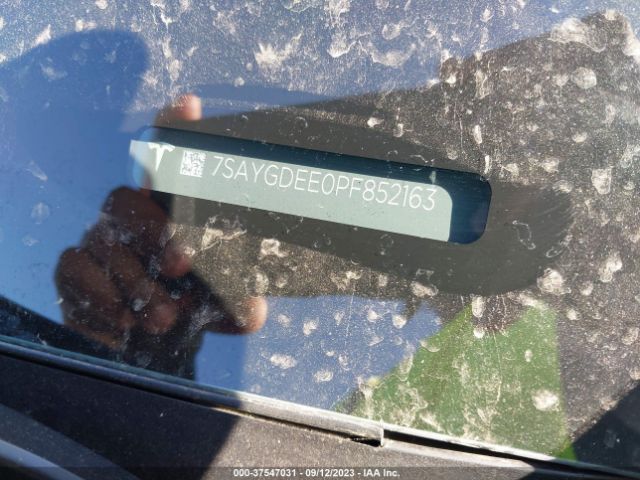 7SAYGDEE0PF852163
000-37547031 - 09/12/2023 - IAA Inc.